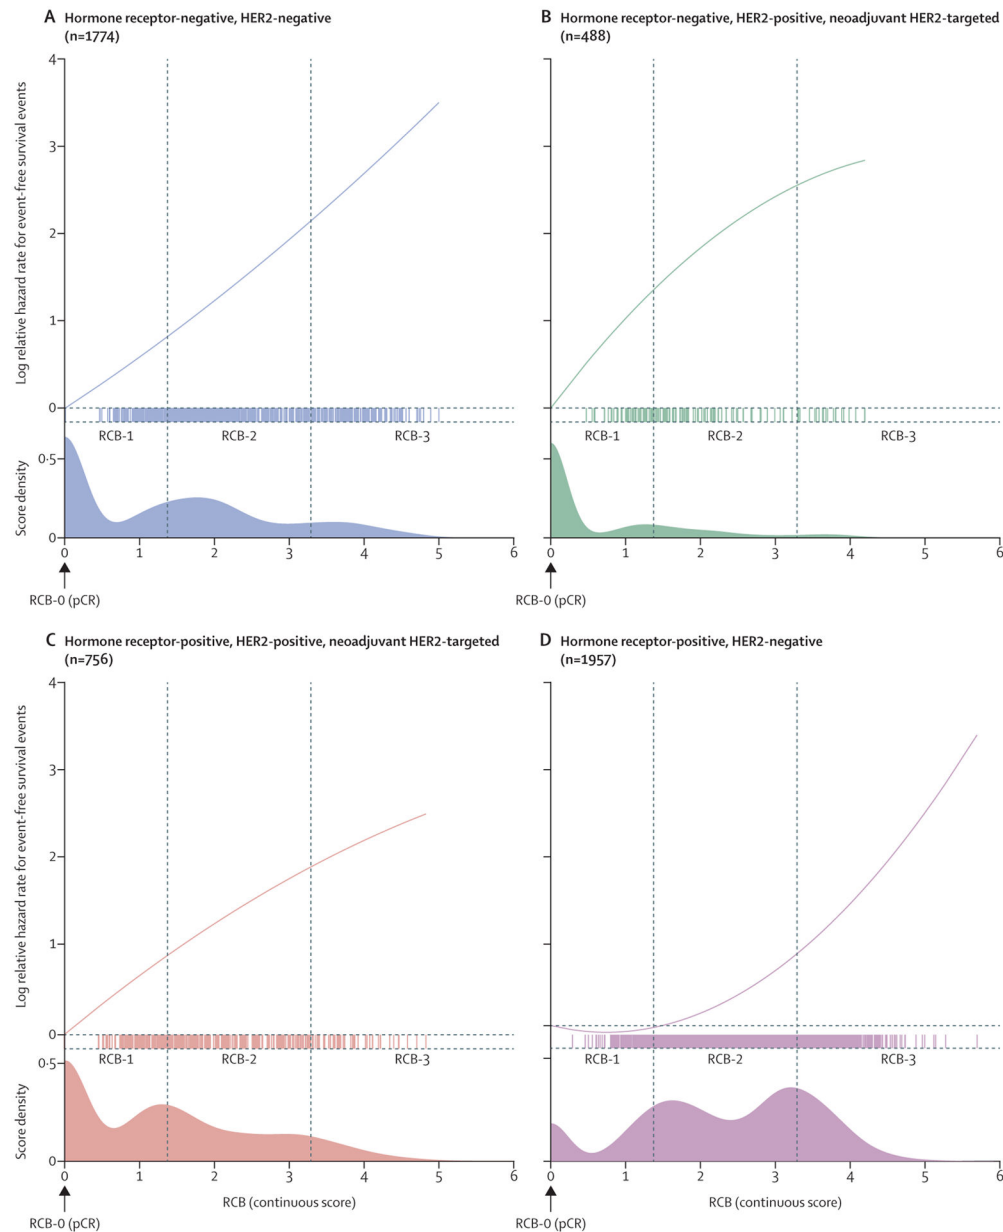 A Hormone receptor-negative, HER2-negative
(n=1774)
Log relative hazard rate for event-free survival events
4
3
2
1
0
RCB-1
RCB-2
RCB-3
Score density
0·5
0
0 1 2 3 4 5 6
RCB-0 (pCR)
B Hormone receptor-negative, HER2-positive, neoadjuvant HER2-targeted
(n=488)
RCB-1
RCB-2
RCB-3
0 1 2 3 4 5 6
RCB-0 (pCR)
C Hormone receptor-positive, HER2-positive, neoadjuvant HER2-targeted
(n=756)
Log relative hazard rate for event-free survival events
4
3
2
1
0
RCB-1
RCB-2
RCB-3
Score density
0·5
0
0 1 2 3 4 5 6
RCB (continuous score)
RCB-0 (pCR)
D Hormone receptor-positive, HER2-negative
(n=1957)
RCB-1
RCB-2
RCB-3
0 1 2 3 4 5 6
RCB (continuous score)
RCB-0 (pCR)